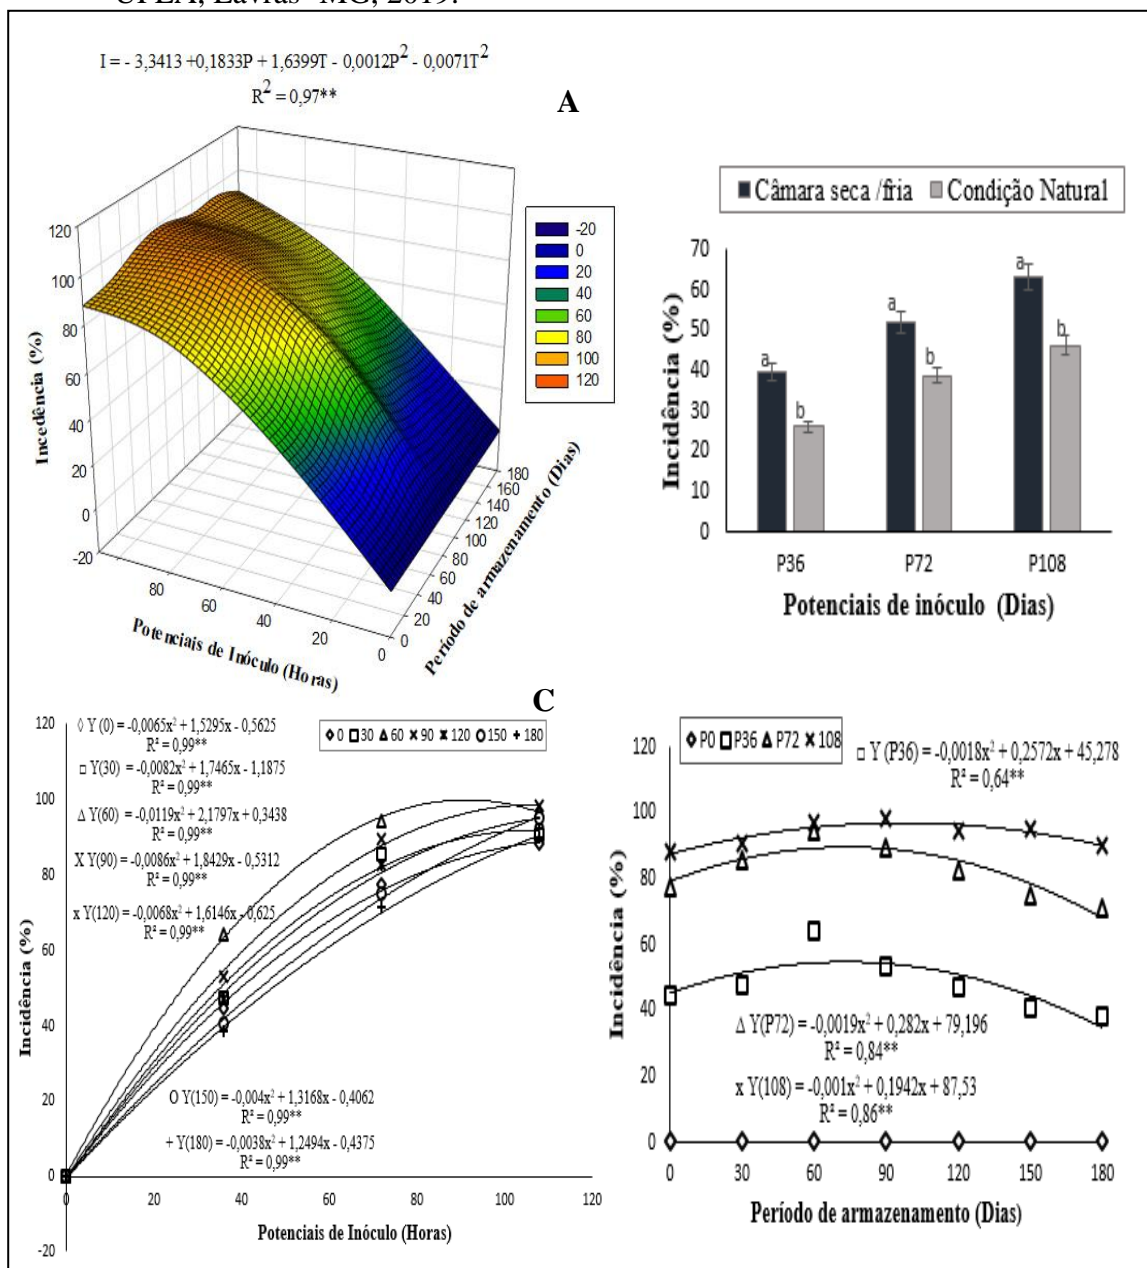 UFLA, Lavras -MG, 2019.
I = - 3,3413 +0,1833P + 1,6399T - 0,0012P² - 0,0071T²
R² = 0,97**
A
120
100
80
60
40
20
0
-20
Incedência (%)
80
60
40
20
0
Potenciais de Inóculo (Horas)
0
20
40
60
80
100
120
140
160
180
Período de armazenamento (Dias)
-20
0
20
40
60
80
100
120
Câmara seca /fria
Condição Natural
70
60
50
40
30
20
10
0
Incidência (%)
a
b
a
b
a
b
P36
P72
P108
Potenciais de inóculo (Dias)
C
◊ Y (0) = -0,0065x² + 1,5295x - 0,5625
R² = 0,99**
□ Y(30) = -0,0082x² + 1,7465x - 1,1875
R² = 0,99**
Δ Y(60) = -0,0119x² + 2,1797x + 0,3438
R² = 0,99**
X Y(90) = -0,0086x² + 1,8429x - 0,5312
R² = 0,99**
x Y(120) = -0,0068x² + 1,6146x - 0,625
R² = 0,99**
O Y(150) = -0,004x² + 1,3168x - 0,4062
R² = 0,99**
+ Y(180) = -0,0038x² + 1,2494x - 0,4375
R² = 0,99**
◊ 0 □ 30 Δ 60 × 90 × 120 O 150 + 180
120
100
80
60
40
20
0
-20
Incidência (%)
0
20
40
60
80
100
120
Potenciais de Inóculo (Horas)
◊ P0 □ P36 Δ P72 × 108
□ Y (P36) = -0,0018x² + 0,2572x + 45,278
R² = 0,64**
Δ Y(P72) = -0,0019x² + 0,282x + 79,196
R² = 0,84**
x Y(108) = -0,001x² + 0,1942x + 87,53
R² = 0,86**
120
100
80
60
40
20
0
Incidência (%)
0
30
60
90
120
150
180
Período de armazenamento (Dias)